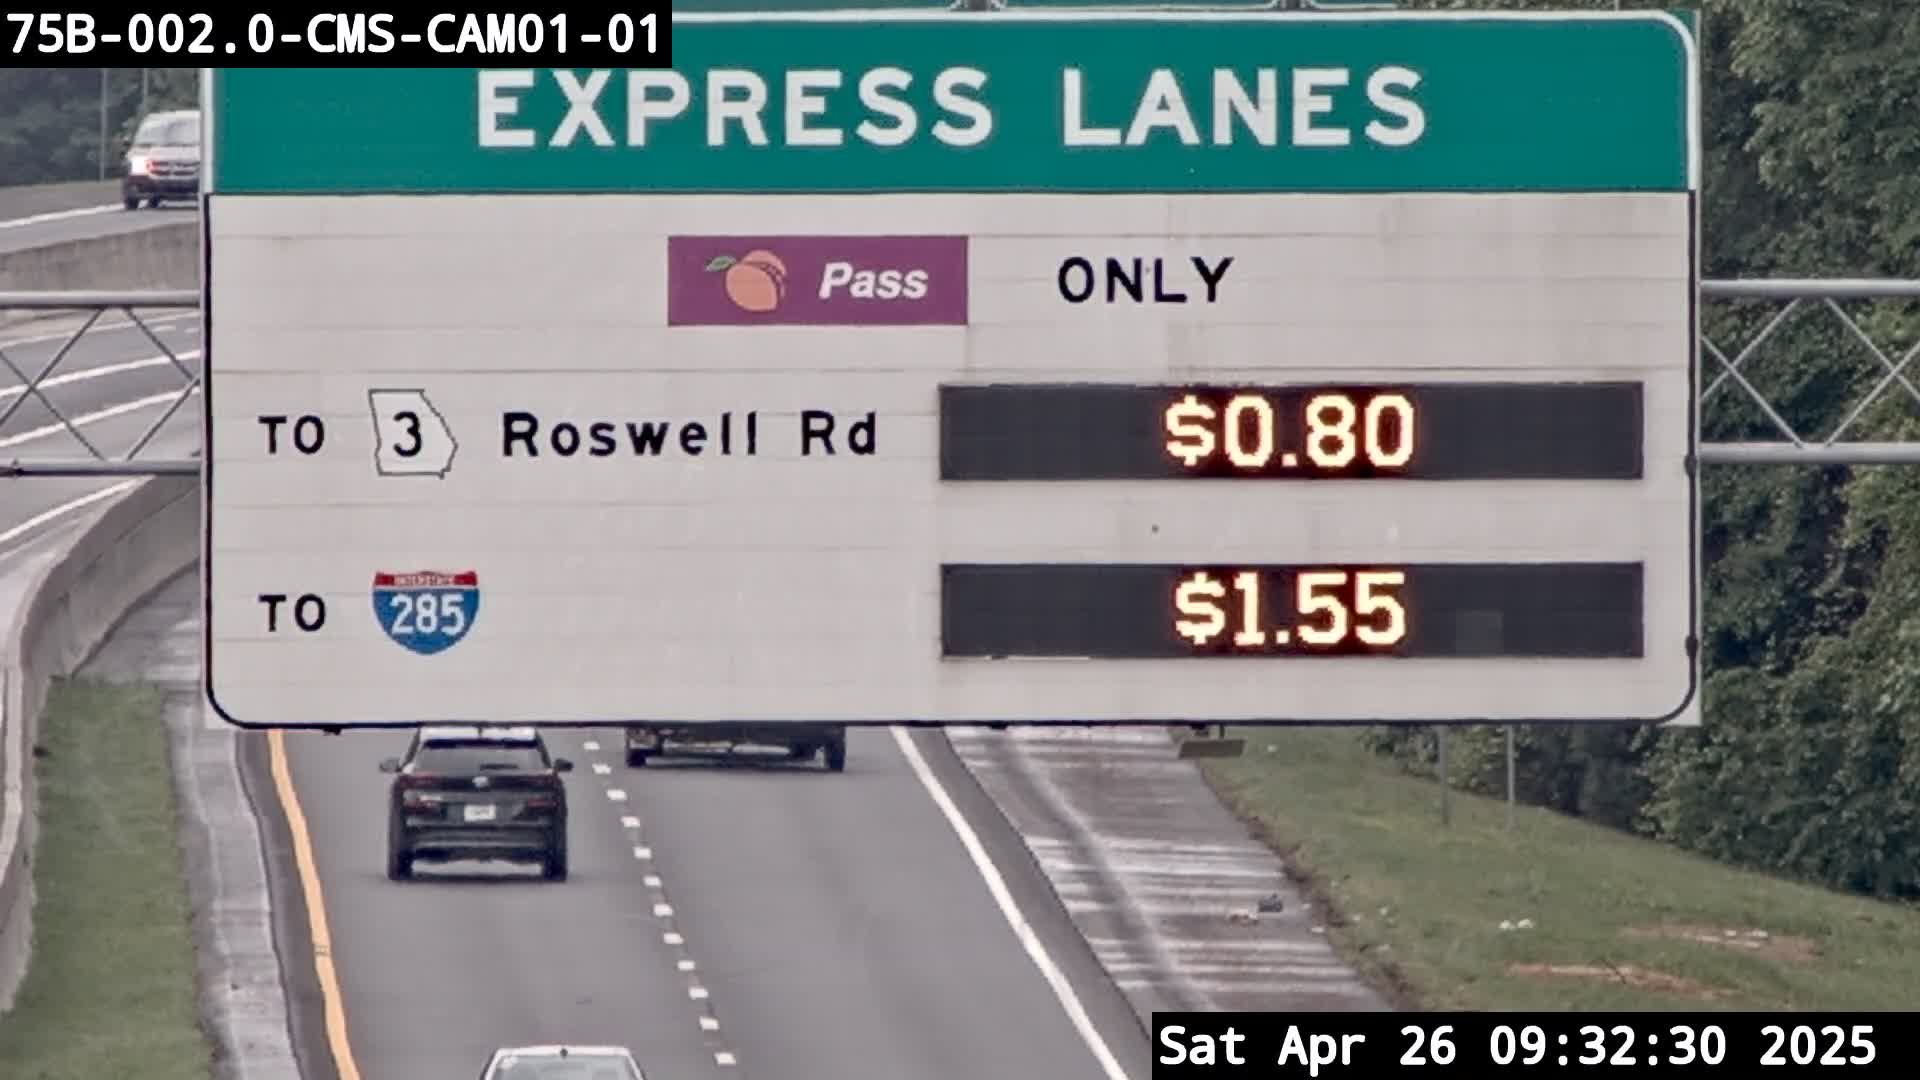 75B-002.0-CMS-CAM01-01
EXPRESS LANES
Pass ONLY
TO 3 Roswell Rd $0.80
TO INTERSTATE 285 $1.55
Sat Apr 26 09:32:30 2025